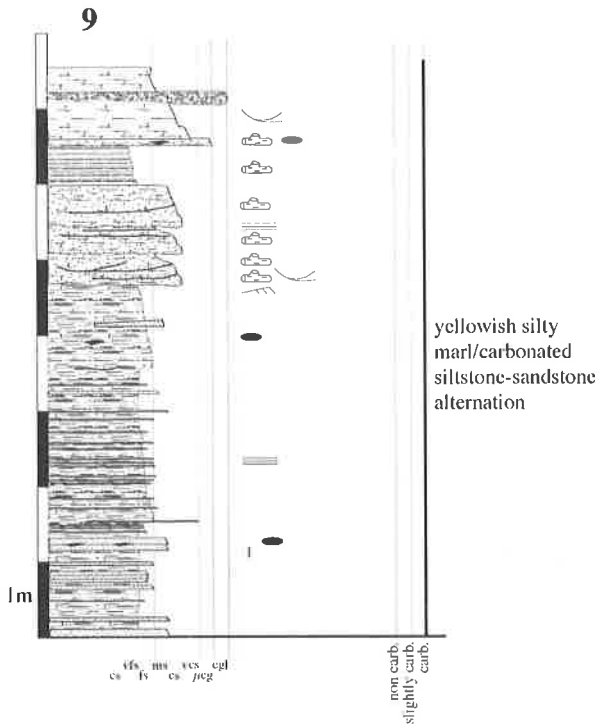 9
yellowish silty
marl/carbonated
siltstone-sandstone
alternation
1m
vfs ms vcs cgl
cs fs cs µcg
non carb.
slightly carb.
carb.